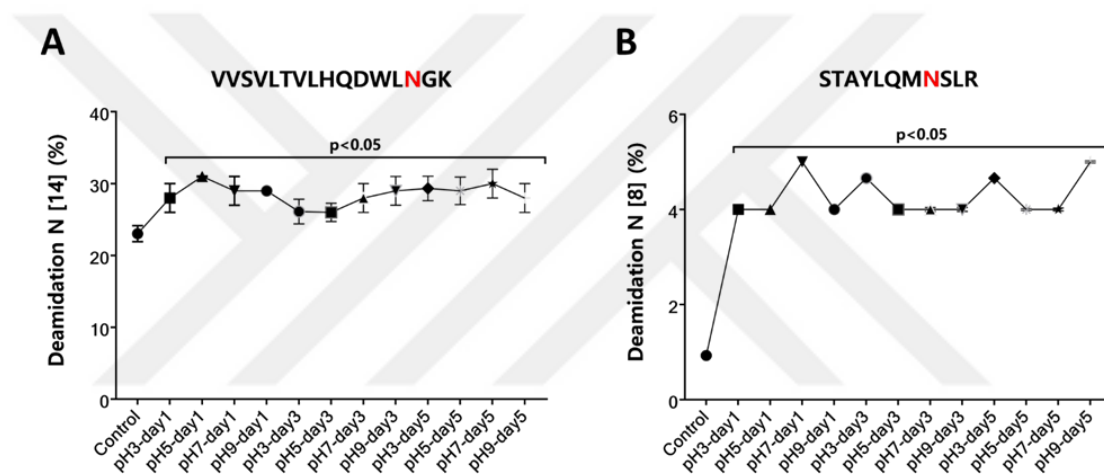 A
VVSVLTVLHQDWLNGK
Deamidation N [14] (%)
40
30
20
10
0
p<0.05
Control
pH3-day1
pH5-day1
pH7-day1
pH9-day1
pH3-day3
pH5-day3
pH7-day3
pH9-day3
pH3-day5
pH5-day5
pH7-day5
pH9-day5
B
STAYLQMNSLR
Deamidation N [8] (%)
6
4
2
0
p<0.05
Control
pH3-day1
pH5-day1
pH7-day1
pH9-day1
pH3-day3
pH5-day3
pH7-day3
pH9-day3
pH3-day5
pH5-day5
pH7-day5
pH9-day5